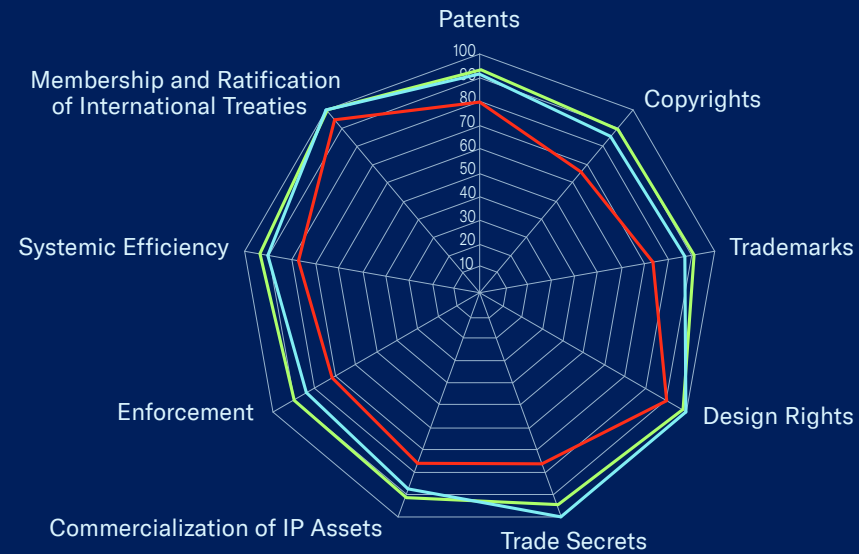 Patents
100
90
80
70
60
50
40
30
20
10
Membership and Ratification
of International Treaties
Copyrights
Systemic Efficiency
Trademarks
Enforcement
Design Rights
Commercialization of IP Assets
Trade Secrets